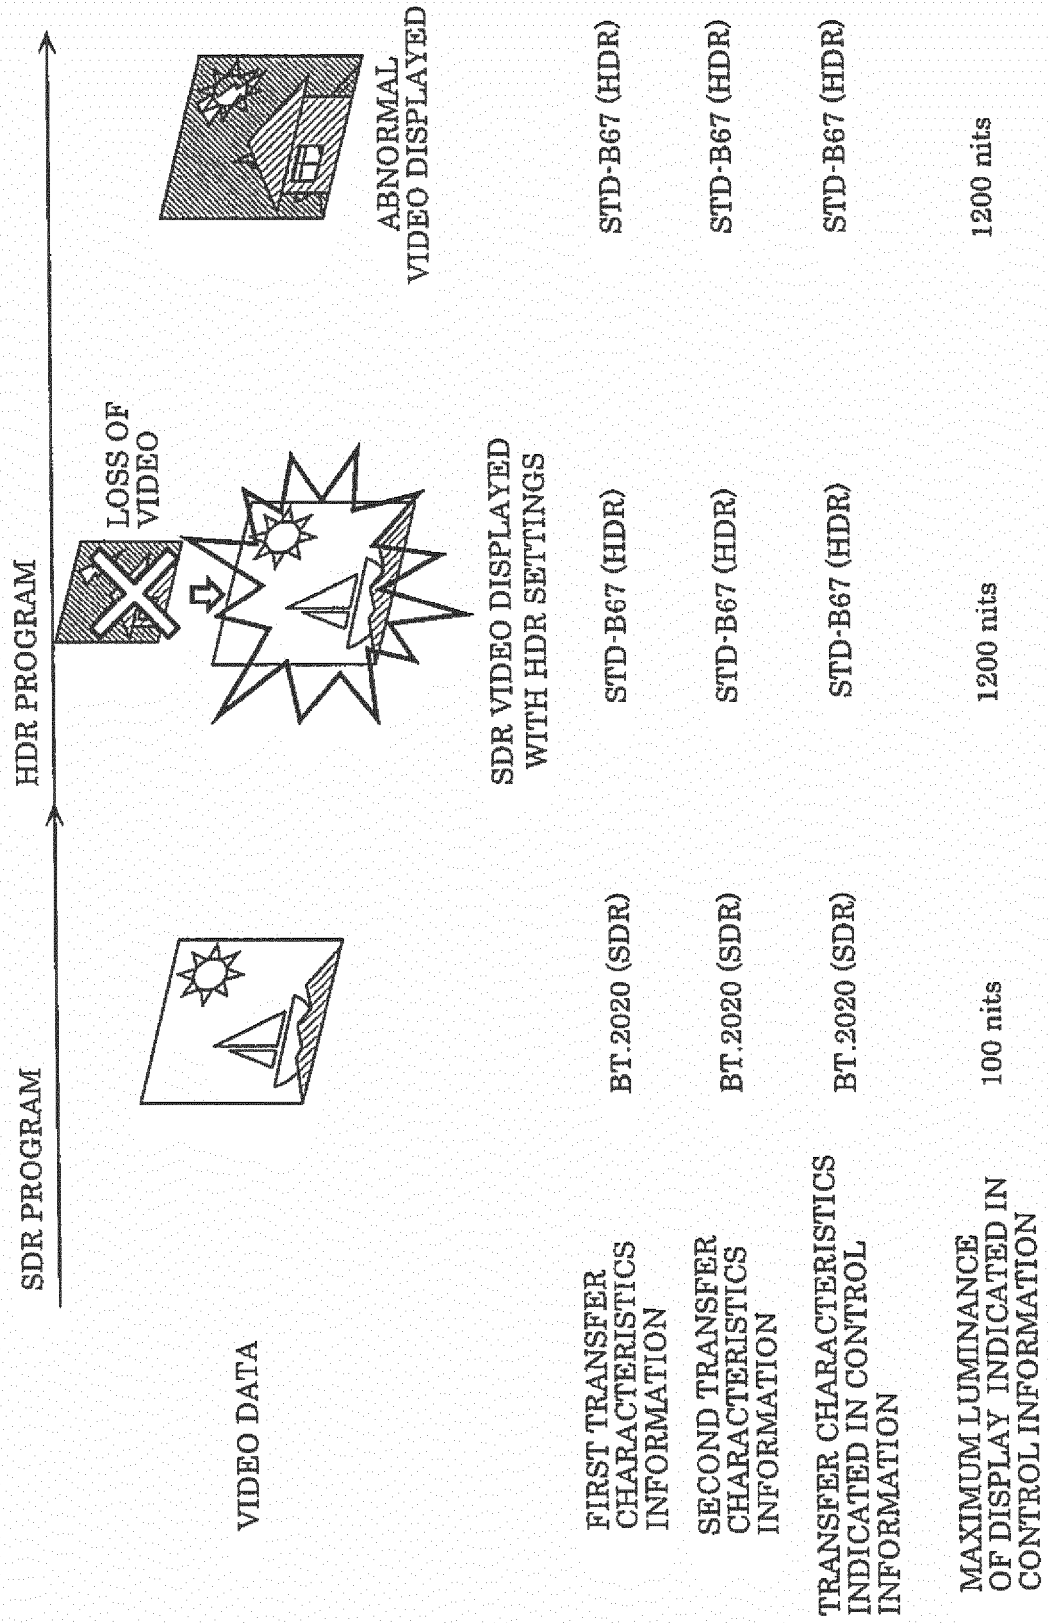 SDR PROGRAM
HDR PROGRAM
VIDEO DATA
LOSS OF
VIDEO
SDR VIDEO DISPLAYED
WITH HDR SETTINGS
ABNORMAL
VIDEO DISPLAYED
FIRST TRANSFER
CHARACTERISTICS
INFORMATION
BT.2020 (SDR)
STD-B67 (HDR)
STD-B67 (HDR)
SECOND TRANSFER
CHARACTERISTICS
INFORMATION
BT.2020 (SDR)
STD-B67 (HDR)
STD-B67 (HDR)
TRANSFER CHARACTERISTICS
INDICATED IN CONTROL
INFORMATION
BT.2020 (SDR)
STD-B67 (HDR)
STD-B67 (HDR)
MAXIMUM LUMINANCE
OF DISPLAY INDICATED IN
CONTROL INFORMATION
100 nits
1200 nits
1200 nits